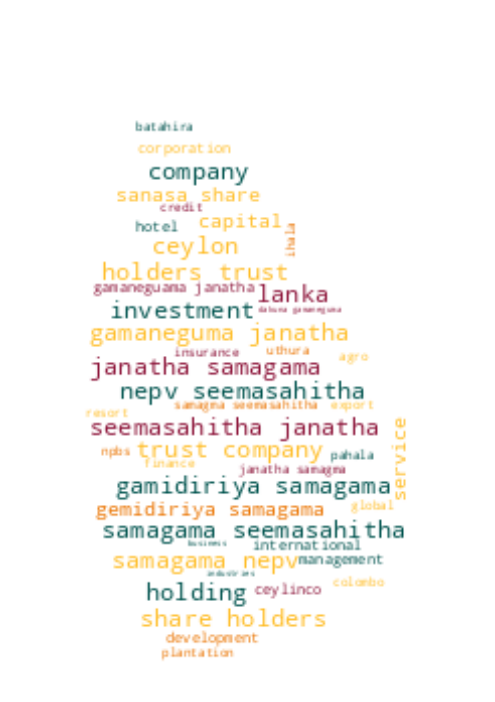 batahira
corporation
company
sanasa share
credit
capital
hotel
ihala
ceylon
holders trust
gamaneguama janatha
lanka
investment
dakuna gamaneguma
gamaneguma janatha
insurance
uthura
agro
janatha samagama
nepv seemasahitha
samagma seemasahitha
export
resort
seemasahitha janatha
service
npbs
trust company
pahala
finance
janatha samagma
gamidiriya samagama
gemidiriya samagama
global
samagama seemasahitha
business
international
samagama nepv
management
industries
colombo
holding
ceylinco
share holders
development
plantation